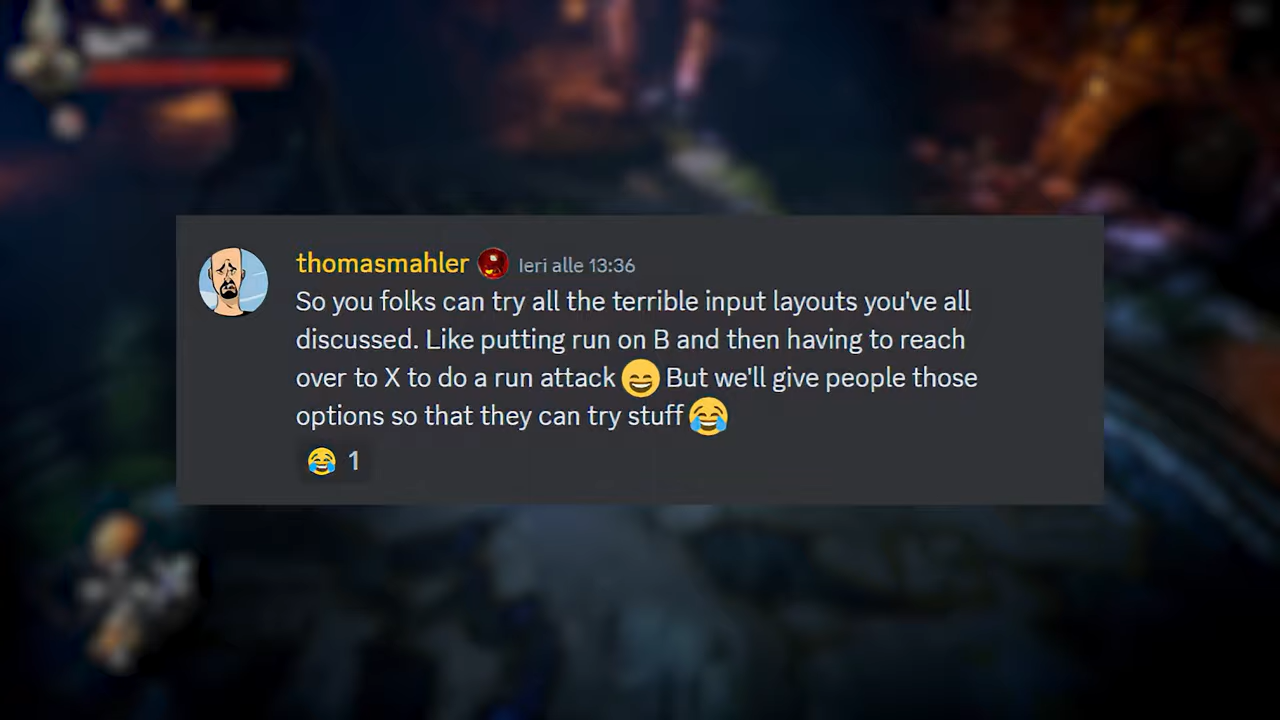 thomasmahler Ieri alle 13:36
So you folks can try all the terrible input layouts you've all
discussed. Like putting run on B and then having to reach
over to X to do a run attack 😄 But we'll give people those
options so that they can try stuff 😂
😂 1